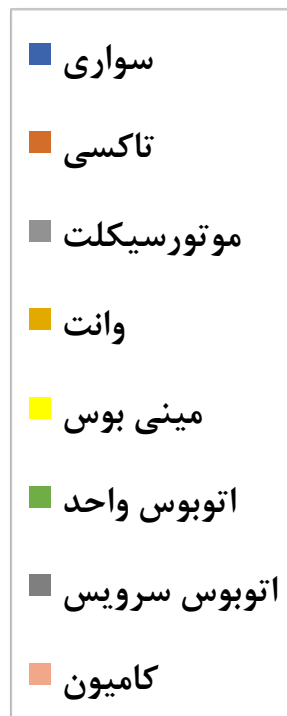 سواری
تاکسی
موتورسیکلت
وانت
مینی بوس
اتوبوس واحد
اتوبوس سرویس
کامیون